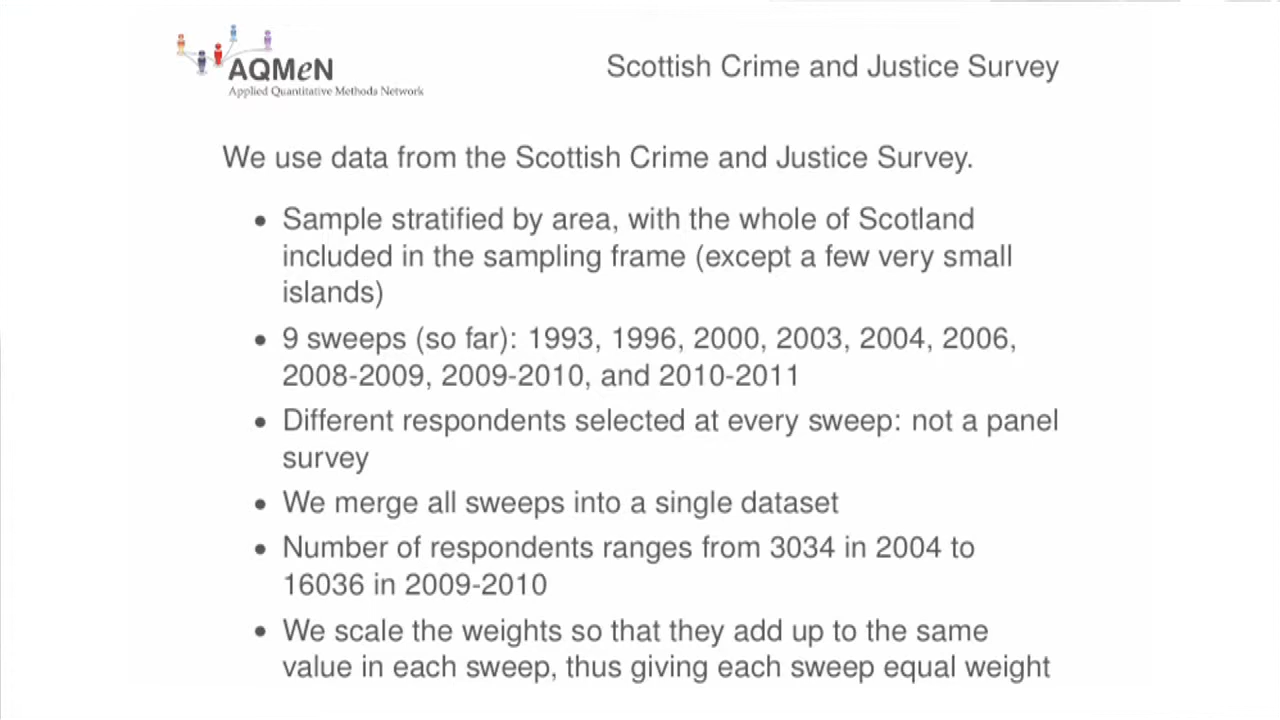 AQMeN
Applied Quantitative Methods Network
Scottish Crime and Justice Survey
We use data from the Scottish Crime and Justice Survey.
• Sample stratified by area, with the whole of Scotland
included in the sampling frame (except a few very small
islands)
• 9 sweeps (so far): 1993, 1996, 2000, 2003, 2004, 2006,
2008-2009, 2009-2010, and 2010-2011
• Different respondents selected at every sweep: not a panel
survey
• We merge all sweeps into a single dataset
• Number of respondents ranges from 3034 in 2004 to
16036 in 2009-2010
• We scale the weights so that they add up to the same
value in each sweep, thus giving each sweep equal weight